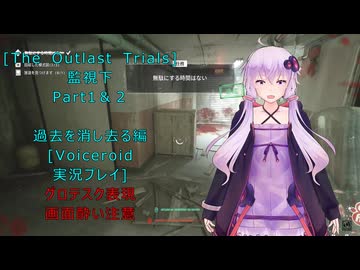 [The Outlast Trials]
監視下
Part1&2
過去を消し去る編
[Voiceroid
実況プレイ]
グロテスク表現
画面酔い注意
無駄にする時間はない